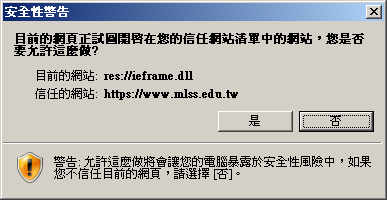 安全性警告
目前的網頁正試圖開啓在您的信任網站清單中的網站，您是否
要允許這麼做?
目前的網站: res://ieframe.dll
信任的網站: https://www.mlss.edu.tw
是
否
警告: 允許這麼做將會讓您的電腦暴露於安全性風險中，如果
您不信任目前的網頁，請選擇 [否]。